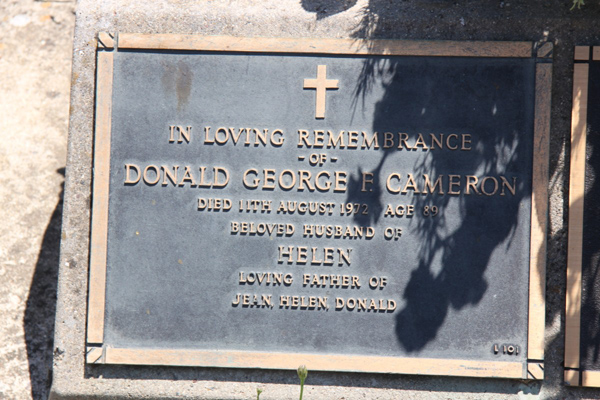 IN LOVING REMEMBRANCE
- OF -
DONALD GEORGE F. CAMERON
DIED 11TH AUGUST 1972 AGE 89
BELOVED HUSBAND OF
HELEN
LOVING FATHER OF
JEAN, HELEN, DONALD
L 101